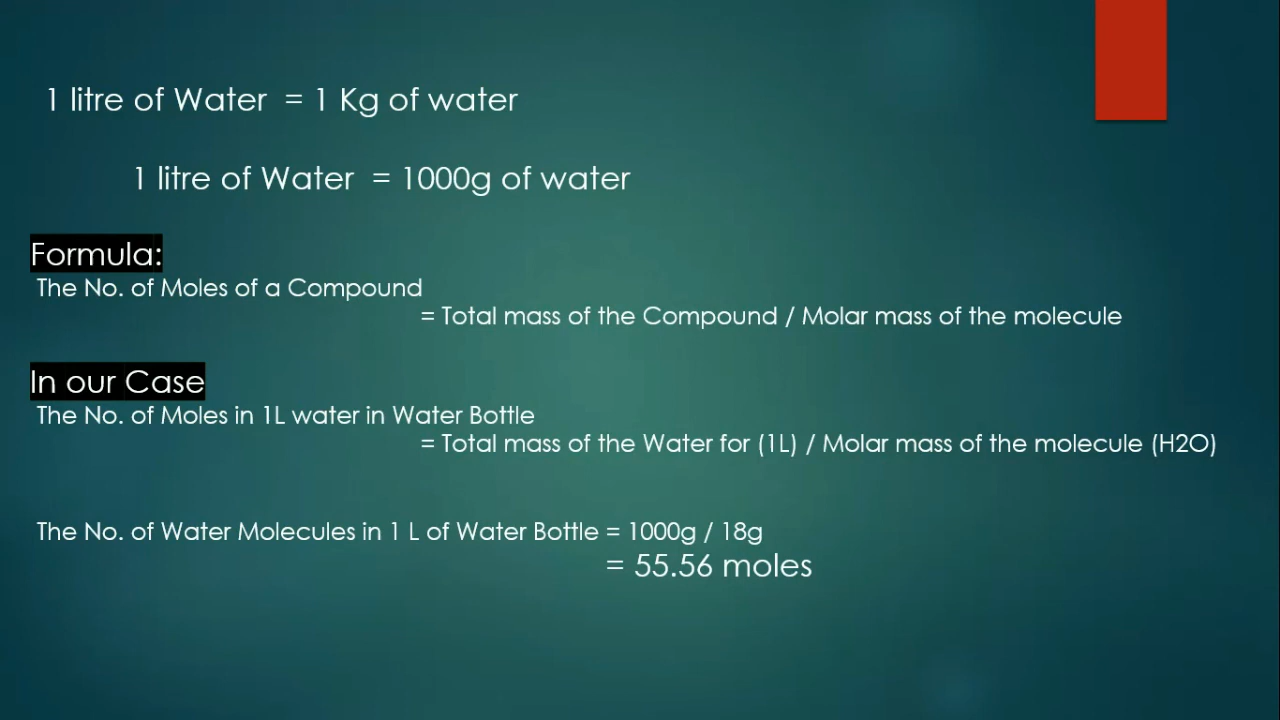 1 litre of Water = 1 Kg of water
1 litre of Water = 1000g of water
Formula:
The No. of Moles of a Compound
= Total mass of the Compound / Molar mass of the molecule
In our Case
The No. of Moles in 1L water in Water Bottle
= Total mass of the Water for (1L) / Molar mass of the molecule (H2O)
The No. of Water Molecules in 1 L of Water Bottle = 1000g / 18g
= 55.56 moles